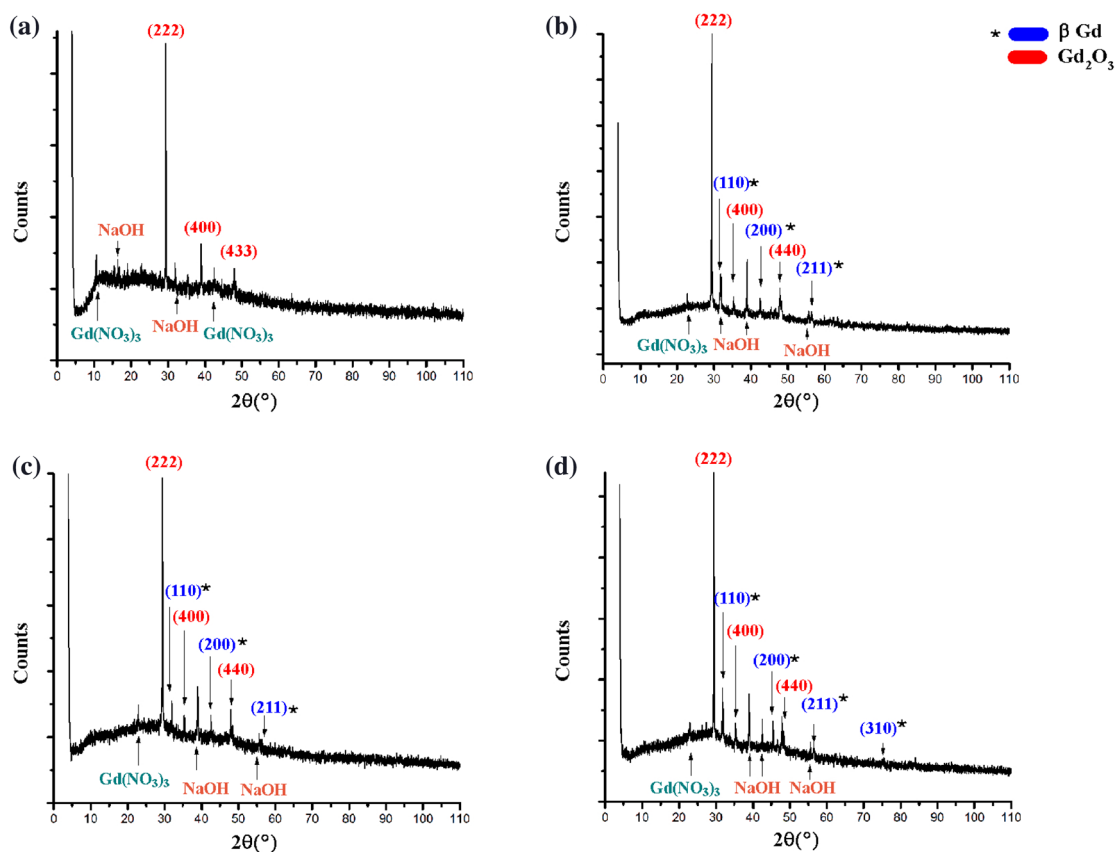 (a)
(222)
NaOH
(400)
(433)
Gd(NO₃)₃
NaOH
Gd(NO₃)₃
Counts
0 10 20 30 40 50 60 70 80 90 100 110
2θ(°)
(b)
(222)
* β Gd
Gd₂O₃
(110)*
(400)
(200)*
(440)
(211)*
Gd(NO₃)₃
NaOH
NaOH
Counts
0 10 20 30 40 50 60 70 80 90 100 110
2θ(°)
(c)
(222)
(110)*
(400)
(200)*
(440)
(211)*
Gd(NO₃)₃
NaOH
NaOH
Counts
0 10 20 30 40 50 60 70 80 90 100 110
2θ(°)
(d)
(222)
(110)*
(400)
(200)*
(440)
(211)*
(310)*
Gd(NO₃)₃
NaOH
NaOH
Counts
0 10 20 30 40 50 60 70 80 90 100 110
2θ(°)